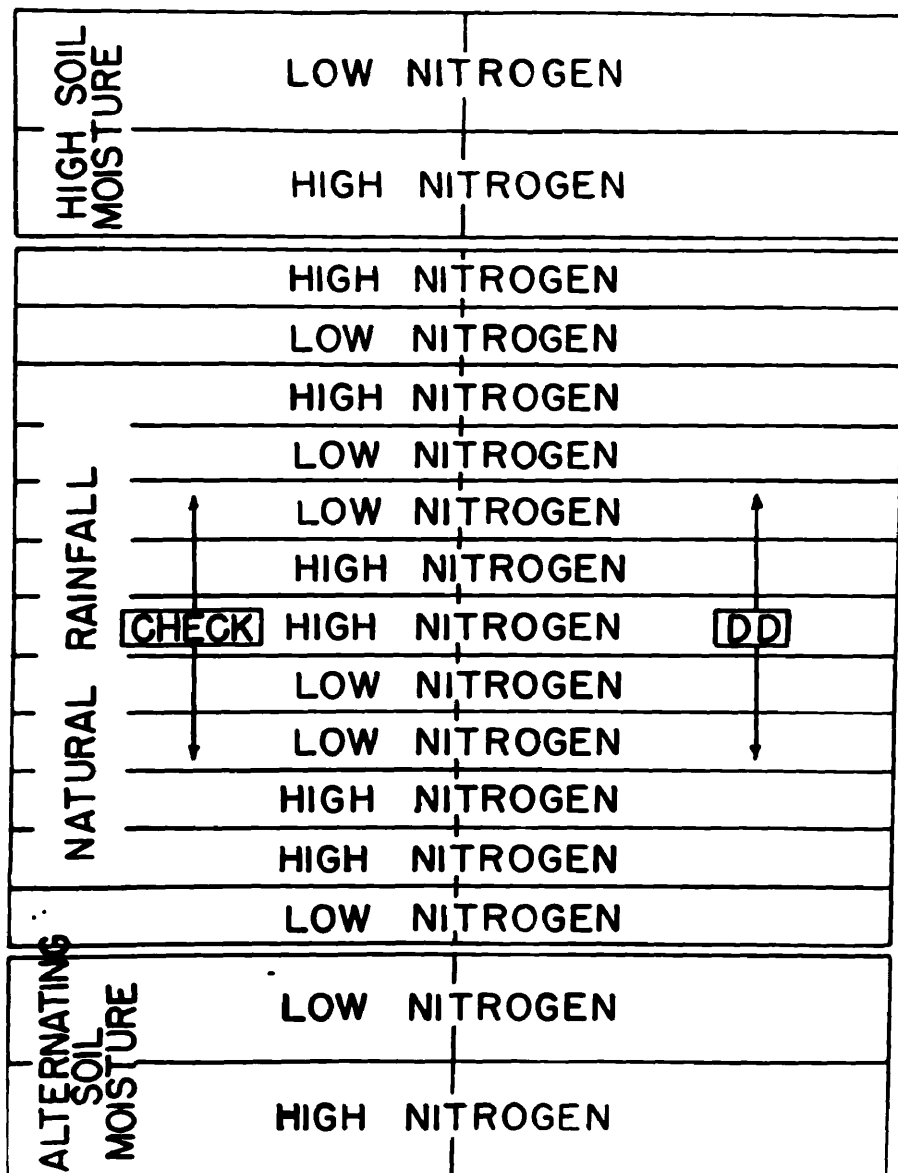 HIGH SOIL
MOISTURE
LOW NITROGEN
HIGH NITROGEN
NATURAL RAINFALL
HIGH NITROGEN
LOW NITROGEN
HIGH NITROGEN
LOW NITROGEN
LOW NITROGEN
HIGH NITROGEN
CHECK HIGH NITROGEN DD
LOW NITROGEN
LOW NITROGEN
HIGH NITROGEN
HIGH NITROGEN
LOW NITROGEN
ALTERNATING
SOIL
MOISTURE
LOW NITROGEN
HIGH NITROGEN